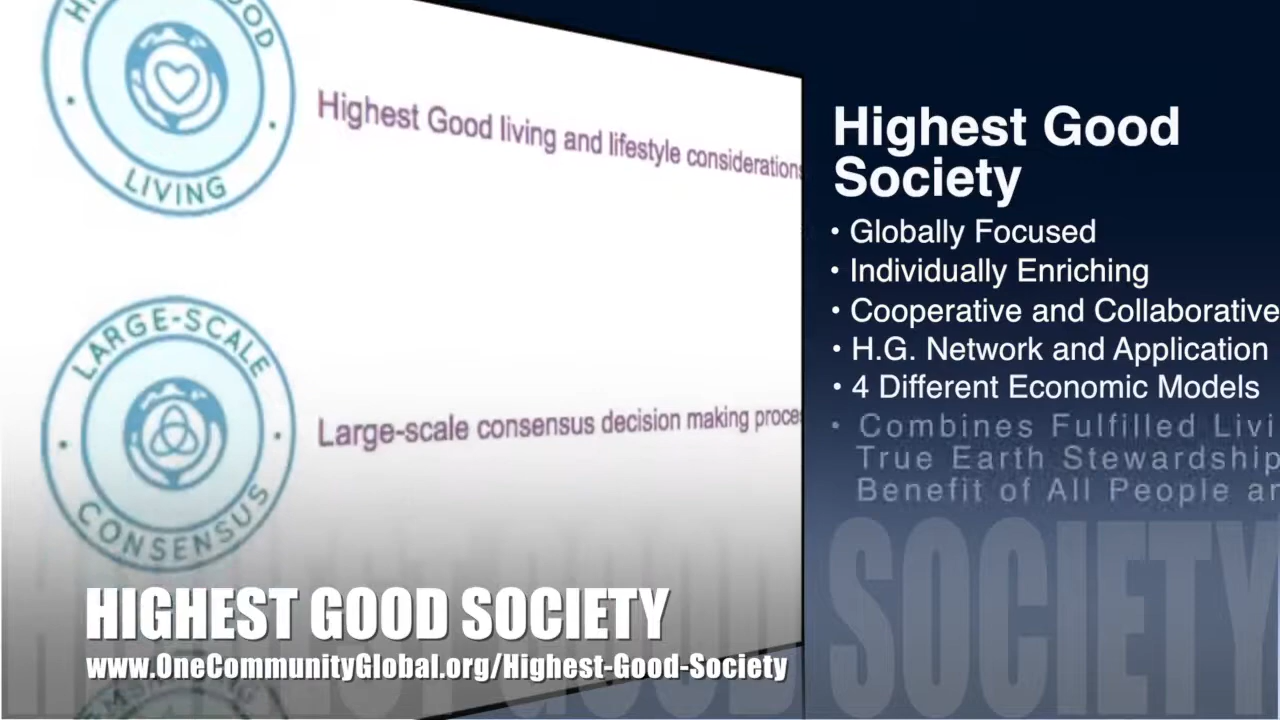 LIVING
Highest Good living and lifestyle considerations
LARGE-SCALE
CONSENSUS
Large-scale consensus decision making
HIGHEST GOOD SOCIETY
www.OneCommunityGlobal.org/Highest-Good-Society
Highest Good
Society
• Globally Focused
• Individually Enriching
• Cooperative and Collaborative
• H.G. Network and Application
• 4 Different Economic Models
• Combines Fulfilled
True Earth Stewardship
Benefit of All People
SOCIETY